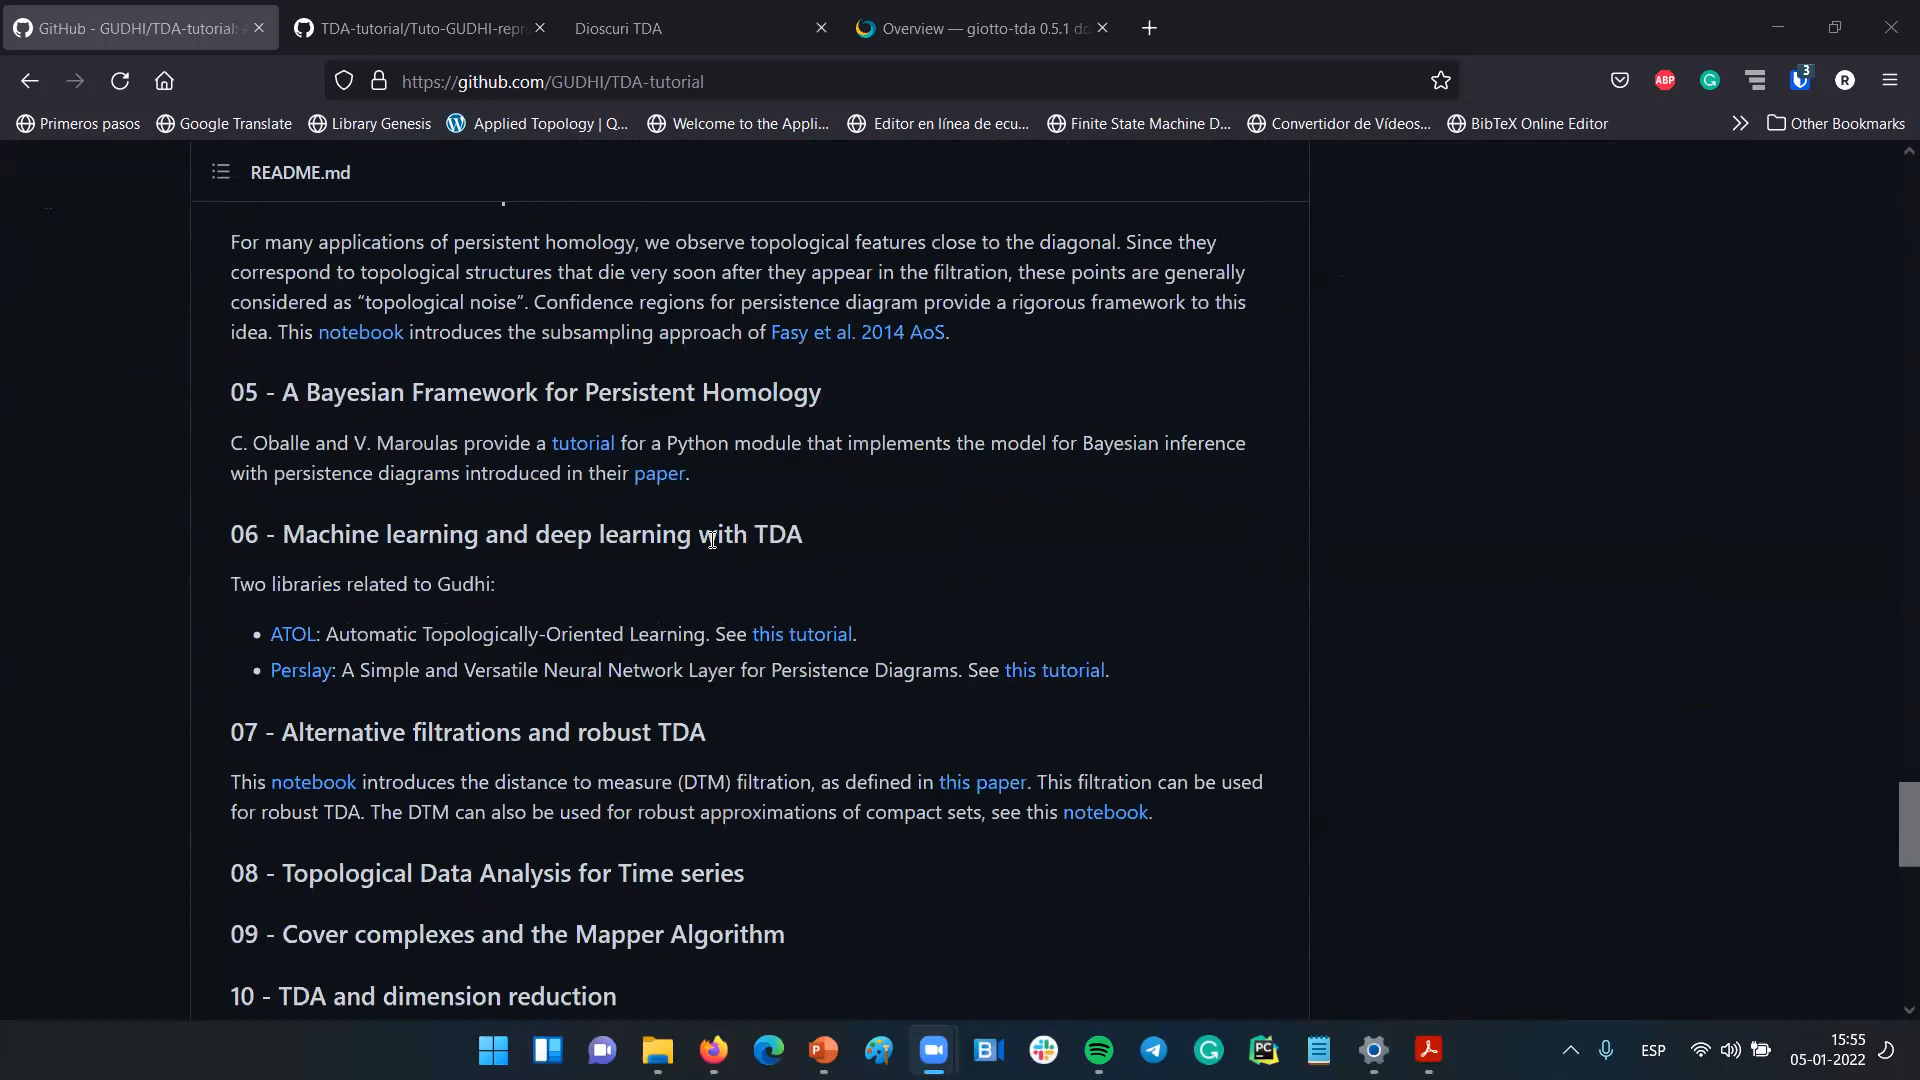 GitHub - GUDHI/TDA-tutorial:
TDA-tutorial/Tuto-GUDHI-repr
Dioscuri TDA
Overview — giotto-tda 0.5.1 do
https://github.com/GUDHI/TDA-tutorial
ABP
3
R
Primeros pasos
Google Translate
Library Genesis
Applied Topology | Q...
Welcome to the Appli...
Editor en línea de ecu...
Finite State Machine D...
Convertidor de Vídeos...
BibTeX Online Editor
Other Bookmarks
README.md
For many applications of persistent homology, we observe topological features close to the diagonal. Since they
correspond to topological structures that die very soon after they appear in the filtration, these points are generally
considered as “topological noise”. Confidence regions for persistence diagram provide a rigorous framework to this
idea. This notebook introduces the subsampling approach of Fasy et al. 2014 AoS.
05 - A Bayesian Framework for Persistent Homology
C. Oballe and V. Maroulas provide a tutorial for a Python module that implements the model for Bayesian inference
with persistence diagrams introduced in their paper.
06 - Machine learning and deep learning with TDA
Two libraries related to Gudhi:
• ATOL: Automatic Topologically-Oriented Learning. See this tutorial.
• Perslay: A Simple and Versatile Neural Network Layer for Persistence Diagrams. See this tutorial.
07 - Alternative filtrations and robust TDA
This notebook introduces the distance to measure (DTM) filtration, as defined in this paper. This filtration can be used
for robust TDA. The DTM can also be used for robust approximations of compact sets, see this notebook.
08 - Topological Data Analysis for Time series
09 - Cover complexes and the Mapper Algorithm
10 - TDA and dimension reduction
PC
ESP
15:55
05-01-2022